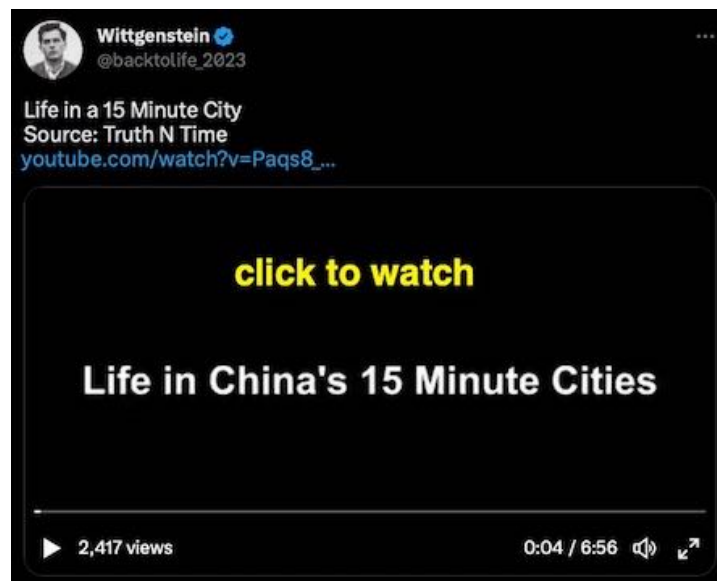 Wittgenstein
@backtolife_2023
Life in a 15 Minute City
Source: Truth N Time
youtube.com/watch?v=Paqs8_...
click to watch
Life in China's 15 Minute Cities
2,417 views
0:04 / 6:56